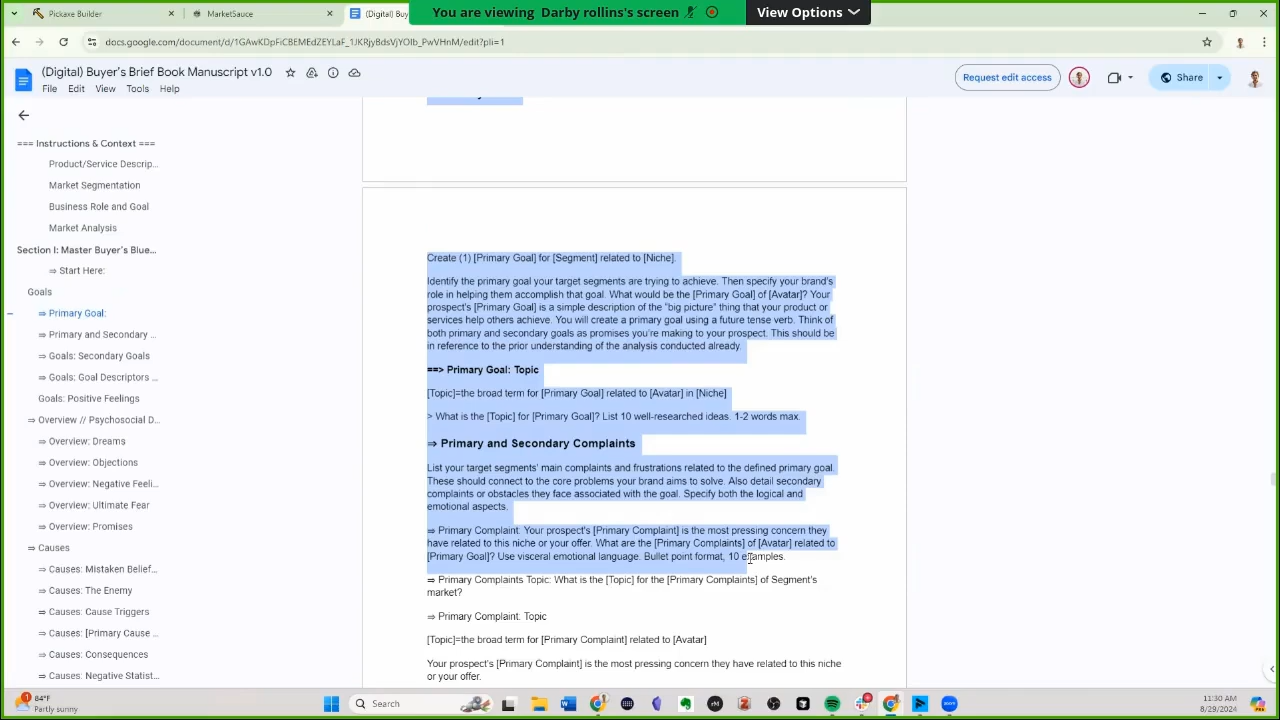 Pickaxe Builder
MarketSauce
(Digital) Buy
You are viewing Darby rollins's screen
View Options
docs.google.com/document/d/1GAwKDpFiCBEMEdZEYLaF_1JKRjyBdsVjYOlb_PwVHnM/edit?pli=1
(Digital) Buyer's Brief Book Manuscript v1.0
File Edit View Tools Help
Request edit access
Share
=== Instructions & Context ===
Product/Service Descrip...
Market Segmentation
Business Role and Goal
Market Analysis
Section I: Master Buyer's Blue...
⇒ Start Here:
Goals
⇒ Primary Goal:
⇒ Primary and Secondary ...
⇒ Goals: Secondary Goals
⇒ Goals: Goal Descriptors ...
Goals: Positive Feelings
⇒ Overview // Psychosocial D...
⇒ Overview: Dreams
⇒ Overview: Objections
⇒ Overview: Negative Feeli...
⇒ Overview: Ultimate Fear
⇒ Overview: Promises
⇒ Causes
⇒ Causes: Mistaken Belief...
⇒ Causes: The Enemy
⇒ Causes: Cause Triggers
⇒ Causes: [Primary Cause ...
⇒ Causes: Consequences
⇒ Causes: Negative Statist...
Create (1) [Primary Goal] for [Segment] related to [Niche].
Identify the primary goal your target segments are trying to achieve. Then specify your brand's
role in helping them accomplish that goal. What would be the [Primary Goal] of [Avatar]? Your
prospect's [Primary Goal] is a simple description of the "big picture" thing that your product or
services help others achieve. You will create a primary goal using a future tense verb. Think of
both primary and secondary goals as promises you're making to your prospect. This should be
in reference to the prior understanding of the analysis conducted already.
==> Primary Goal: Topic
[Topic]=the broad term for [Primary Goal] related to [Avatar] in [Niche]
> What is the [Topic] for [Primary Goal]? List 10 well-researched ideas. 1-2 words max.
⇒ Primary and Secondary Complaints
List your target segments' main complaints and frustrations related to the defined primary goal.
These should connect to the core problems your brand aims to solve. Also detail secondary
complaints or obstacles they face associated with the goal. Specify both the logical and
emotional aspects.
⇒ Primary Complaint: Your prospect's [Primary Complaint] is the most pressing concern they
have related to this niche or your offer. What are the [Primary Complaints] of [Avatar] related to
[Primary Goal]? Use visceral emotional language. Bullet point format, 10 examples.
⇒ Primary Complaints Topic: What is the [Topic] for the [Primary Complaints] of Segment's
market?
⇒ Primary Complaint: Topic
[Topic]=the broad term for [Primary Complaint] related to [Avatar]
Your prospect's [Primary Complaint] is the most pressing concern they have related to this niche
or your offer.
84°F
Partly sunny
Search
11:30 AM
8/29/2024